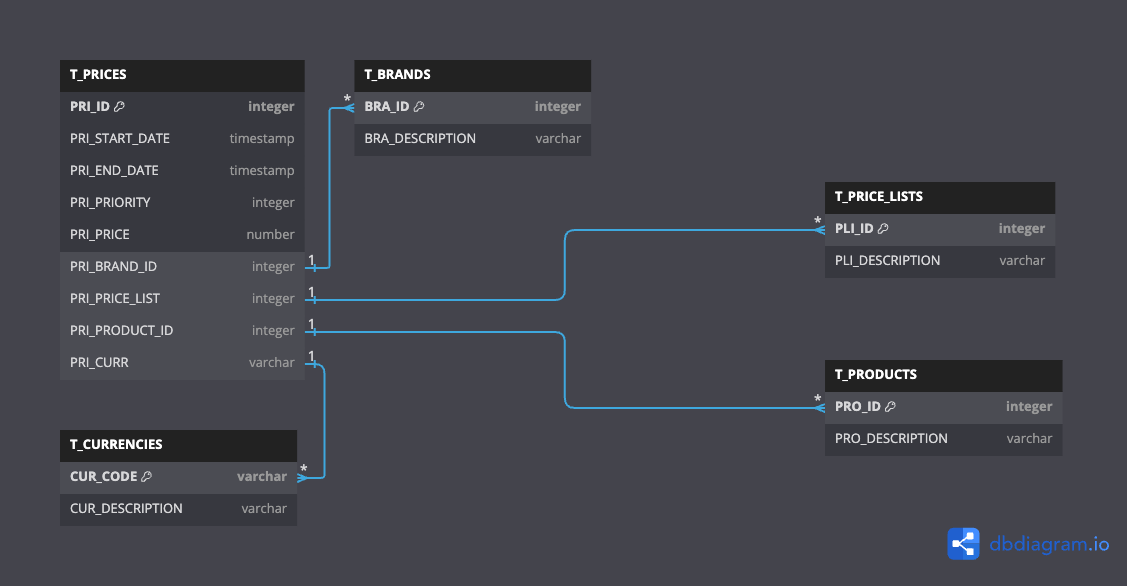 T_PRICES
PRI_ID integer
PRI_START_DATE timestamp
PRI_END_DATE timestamp
PRI_PRIORITY integer
PRI_PRICE number
PRI_BRAND_ID integer 1
PRI_PRICE_LIST integer 1
PRI_PRODUCT_ID integer 1
PRI_CURR varchar 1
T_BRANDS
* BRA_ID integer
BRA_DESCRIPTION varchar
T_PRICE_LISTS
* PLI_ID integer
PLI_DESCRIPTION varchar
T_PRODUCTS
* PRO_ID integer
PRO_DESCRIPTION varchar
T_CURRENCIES
CUR_CODE varchar *
CUR_DESCRIPTION varchar
dbdiagram.io